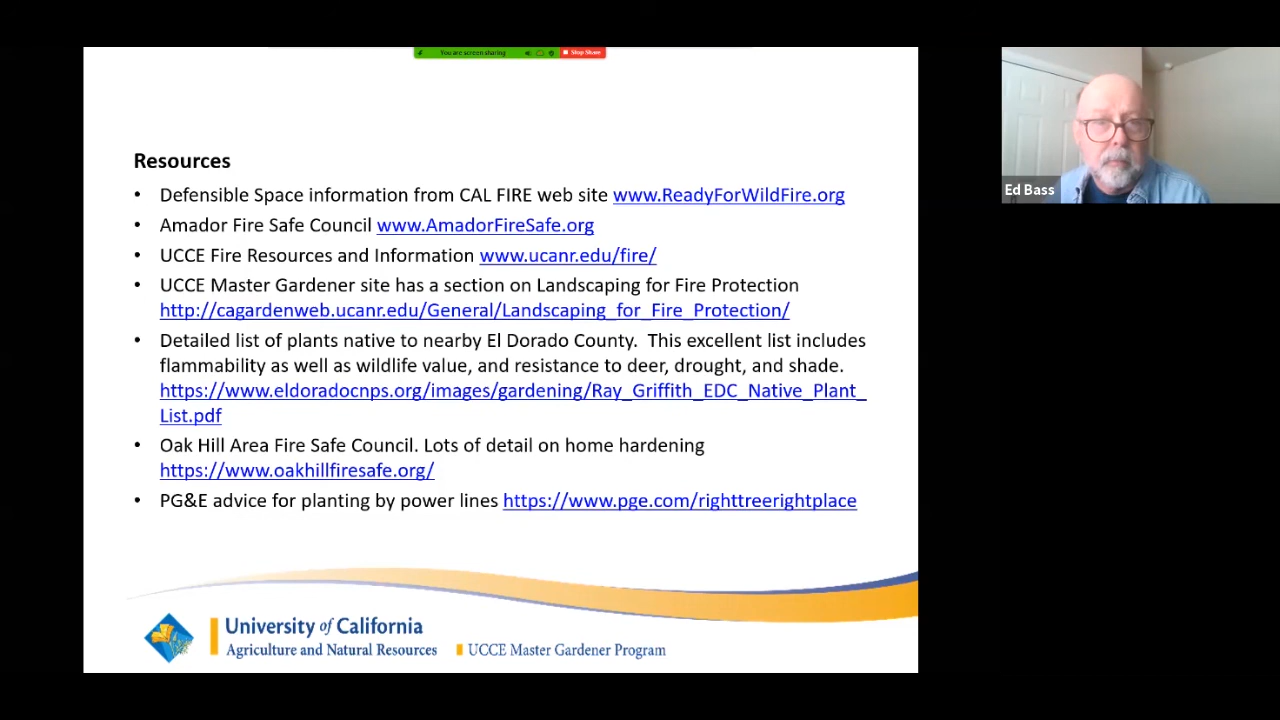 You are screen sharing
Stop Share
Resources
• Defensible Space information from CAL FIRE web site www.ReadyForWildFire.org
• Amador Fire Safe Council www.AmadorFireSafe.org
• UCCE Fire Resources and Information www.ucanr.edu/fire/
• UCCE Master Gardener site has a section on Landscaping for Fire Protection
http://cagardenweb.ucanr.edu/General/Landscaping_for_Fire_Protection/
• Detailed list of plants native to nearby El Dorado County. This excellent list includes
flammability as well as wildlife value, and resistance to deer, drought, and shade.
https://www.eldoradocnps.org/images/gardening/Ray_Griffith_EDC_Native_Plant_
List.pdf
• Oak Hill Area Fire Safe Council. Lots of detail on home hardening
https://www.oakhillfiresafe.org/
• PG&E advice for planting by power lines https://www.pge.com/righttreerightplace
University of California
Agriculture and Natural Resources
UCCE Master Gardener Program
Ed Bass